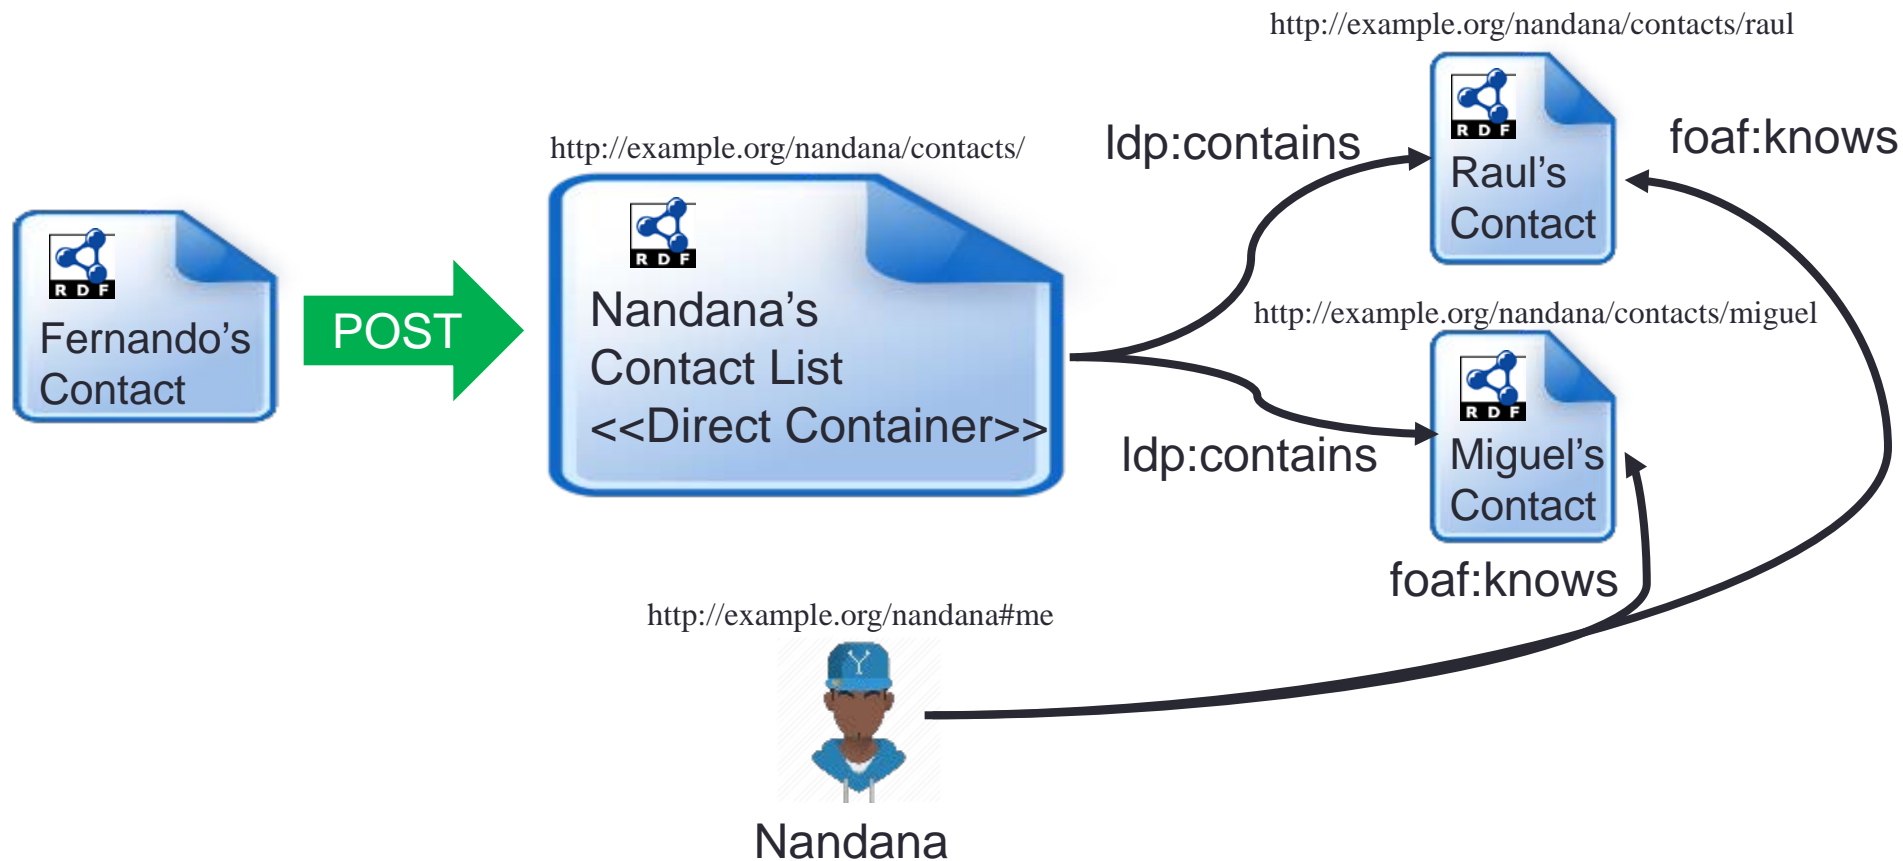 http://example.org/nandana/contacts/raul
RDF
Raul's
Contact
ldp:contains
foaf:knows
http://example.org/nandana/contacts/
RDF
Nandana's
Contact List
<<Direct Container>>
RDF
Fernando's
Contact
POST
http://example.org/nandana/contacts/miguel
RDF
Miguel's
Contact
ldp:contains
foaf:knows
http://example.org/nandana#me
Y
Nandana